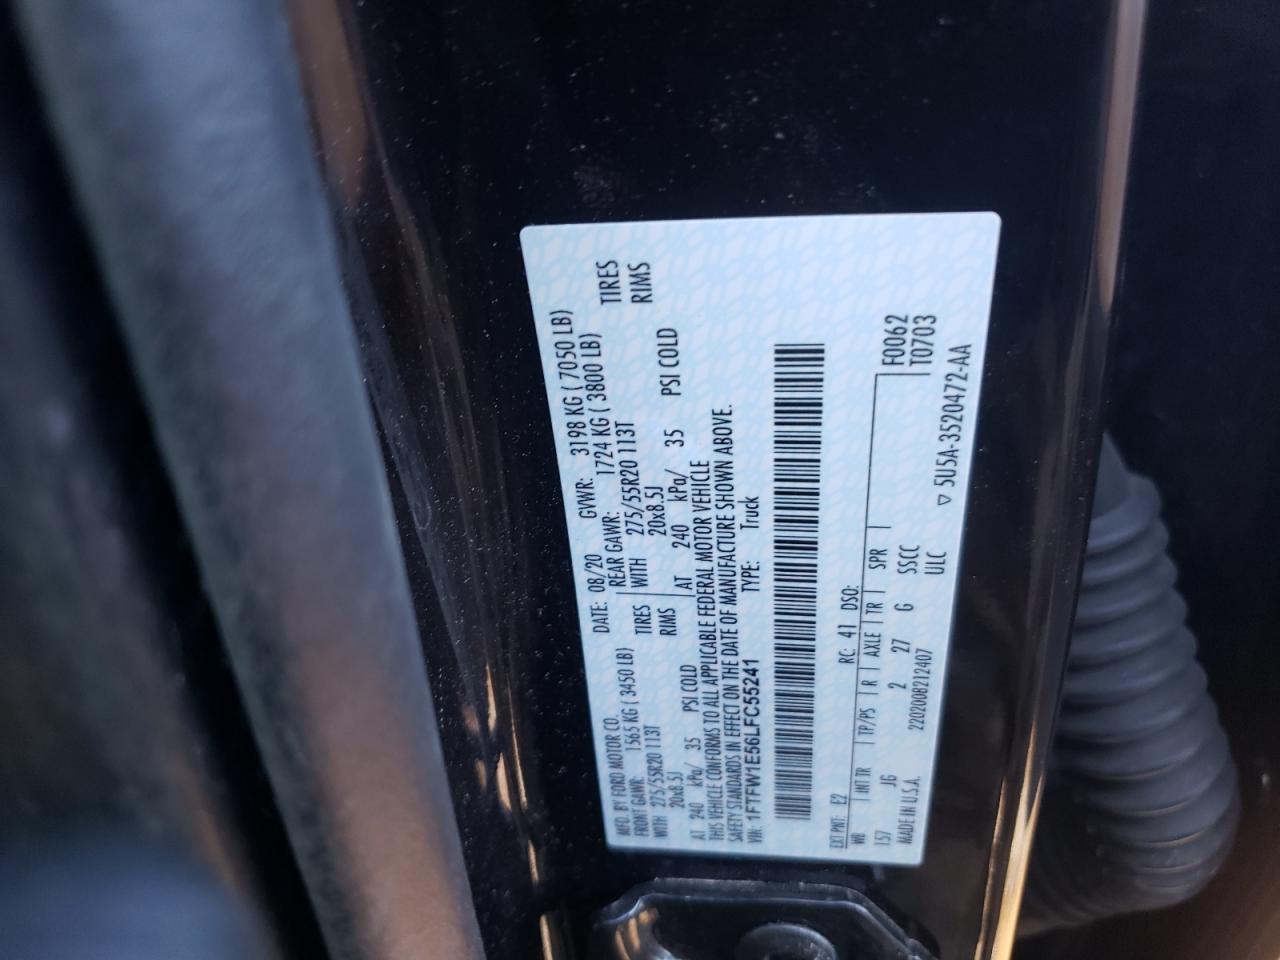 MFD. BY FORD MOTOR CO.
DATE: 08/20 GVWR: 3198 KG ( 7050 LB)
FRONT GAWR: 1565 KG ( 3450 LB) REAR GAWR: 1724 KG ( 3800 LB)
WITH 275/55R20 113T TIRES WITH 275/55R20 113T TIRES
20x8.5J RIMS 20x8.5J RIMS
AT 240 kPa/ 35 PSI COLD AT 240 kPa/ 35 PSI COLD
THIS VEHICLE CONFORMS TO ALL APPLICABLE FEDERAL MOTOR VEHICLE
SAFETY STANDARDS IN EFFECT ON THE DATE OF MANUFACTURE SHOWN ABOVE.
VIN: 1FTFW1E56LFC55241 TYPE: Truck
EXT PNT: E2 RC: 41 DSO:
WB INT TR TP/PS R AXLE TR SPR F0062
157 JG 2 27 G SSCC T0703
MADE IN U.S.A. 2202008212407 ULC ▽ 5U5A-3520472-AA